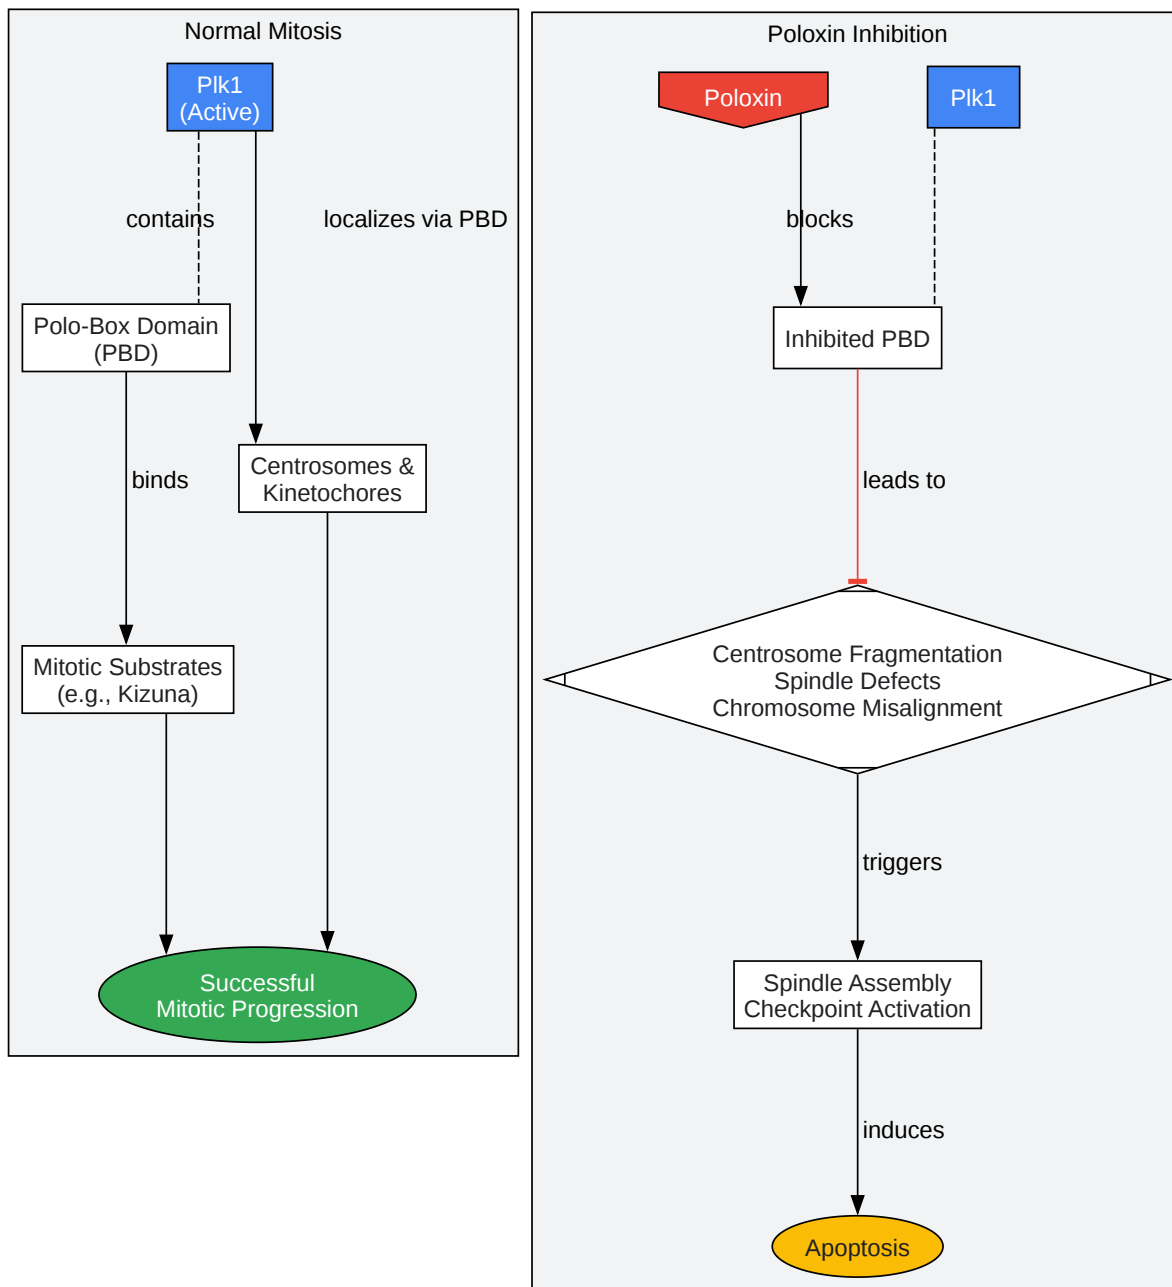 Normal Mitosis
Plk1
(Active)
contains
localizes via PBD
Polo-Box Domain
(PBD)
binds
Centrosomes &
Kinetochores
Mitotic Substrates
(e.g., Kizuna)
Successful
Mitotic Progression
Poloxin Inhibition
Poloxin
Plk1
blocks
Inhibited PBD
leads to
Centrosome Fragmentation
Spindle Defects
Chromosome Misalignment
triggers
Spindle Assembly
Checkpoint Activation
induces
Apoptosis